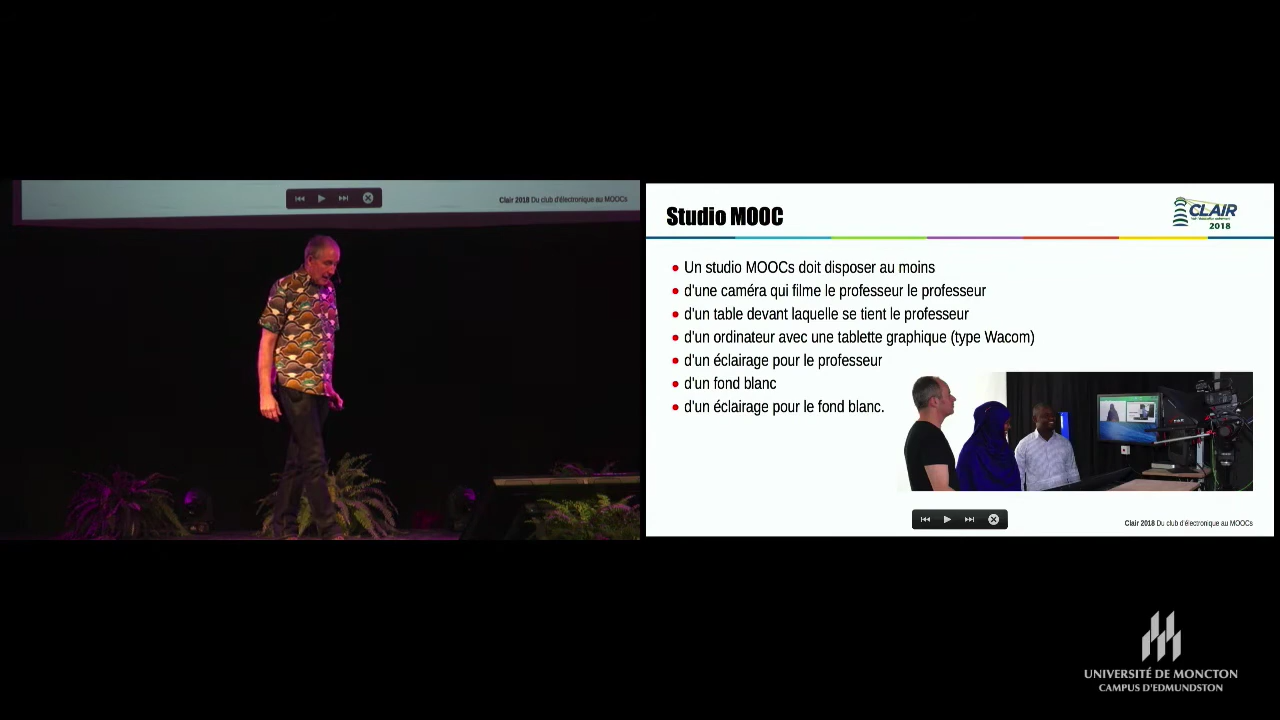 Clair 2018 Du club d'électronique au MOOCs
Studio MOOC
CLAIR
2018
Un studio MOOCs doit disposer au moins
d'une caméra qui filme le professeur le professeur
d'un table devant laquelle se tient le professeur
d'un ordinateur avec une tablette graphique (type Wacom)
d'un éclairage pour le professeur
d'un fond blanc
d'un éclairage pour le fond blanc.
Clair 2018 Du club d'électronique au MOOCs
UNIVERSITÉ DE MONCTON
CAMPUS D'EDMUNDSTON